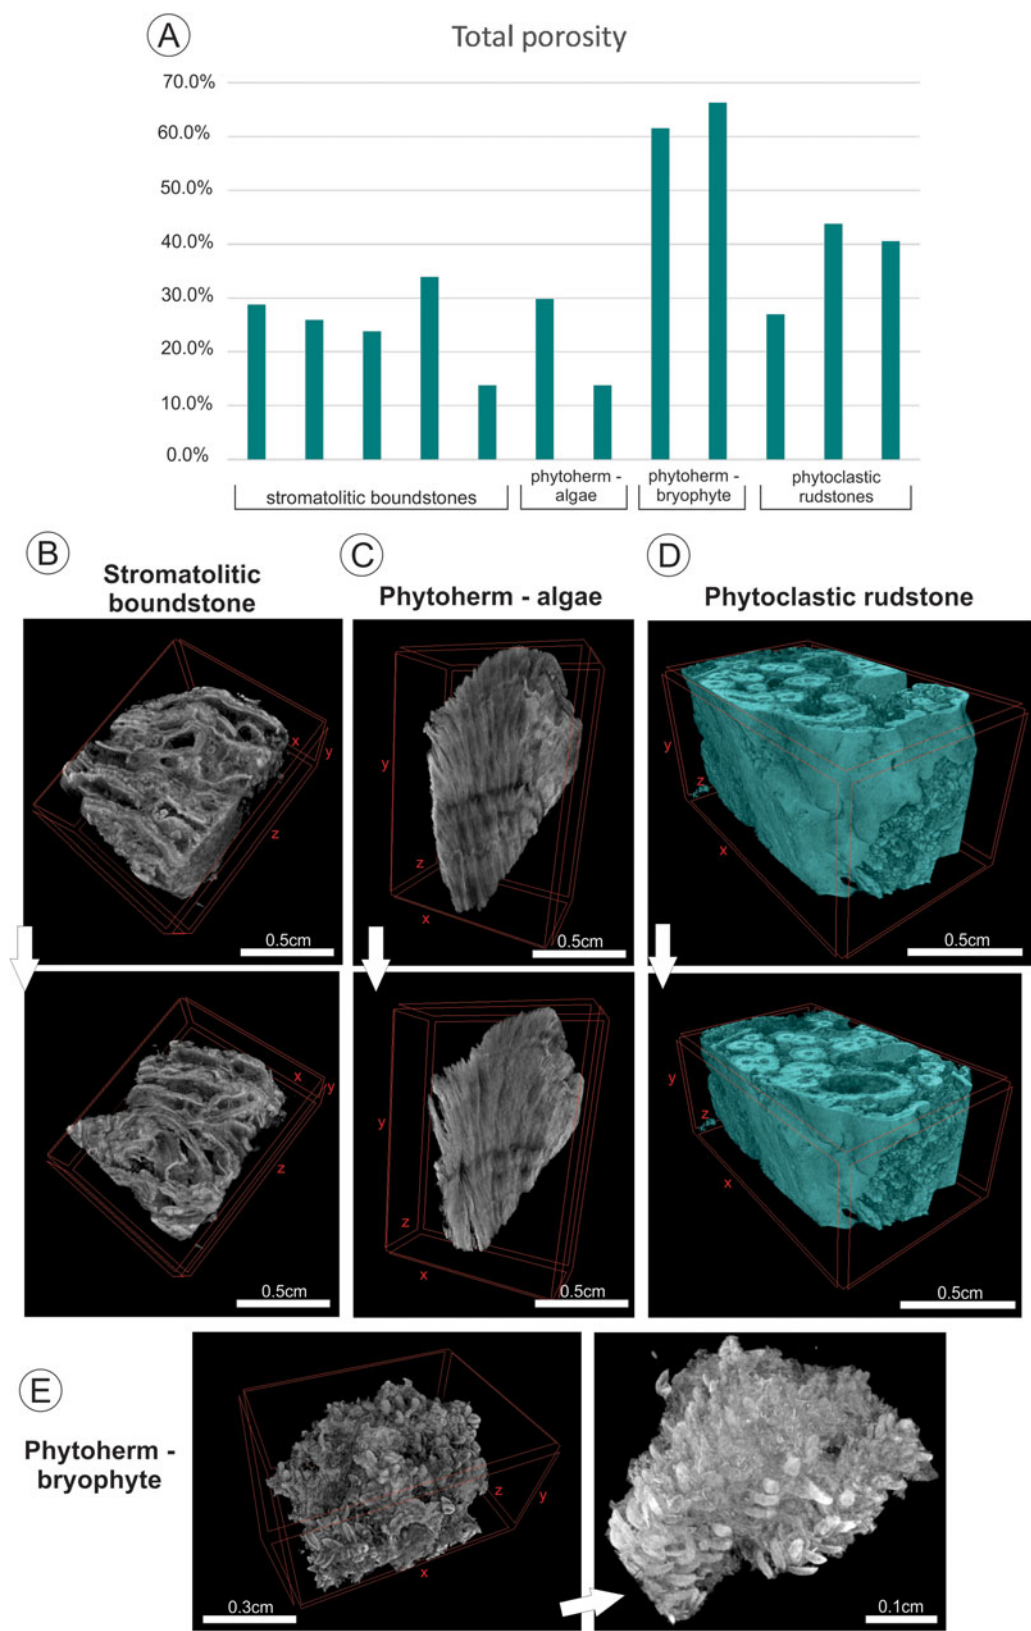 A
Total porosity
70.0%
60.0%
50.0%
40.0%
30.0%
20.0%
10.0%
0.0%
stromatolitic boundstones
phytoherm -
algae
phytoherm -
bryophyte
phytoclastic
rudstones
B
Stromatolitic
boundstone
C
Phytoherm - algae
D
Phytoclastic rudstone
x
y
z
0.5cm
y
z
x
0.5cm
y
z
x
0.5cm
x
y
z
0.5cm
y
z
x
0.5cm
y
z
x
0.5cm
E
Phytoherm -
bryophyte
z
y
x
0.3cm
0.1cm